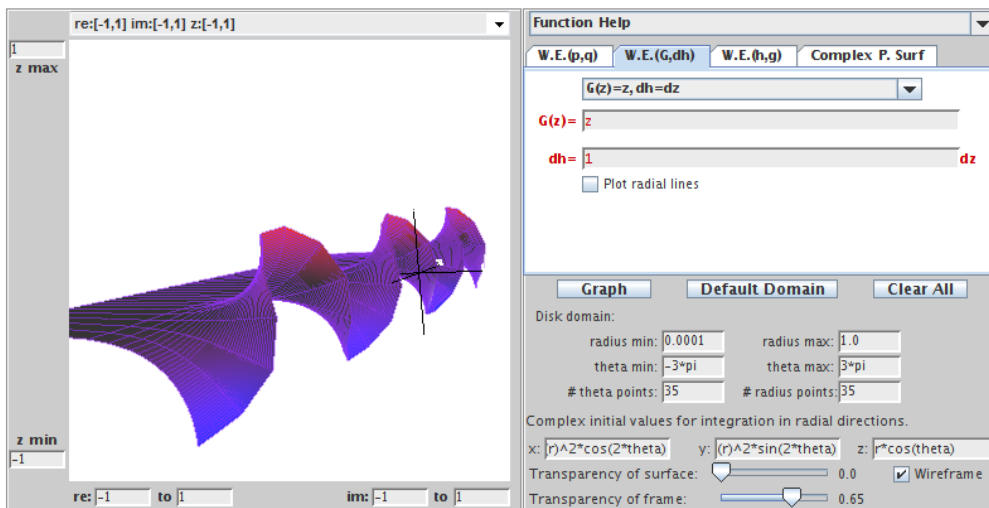 re:[-1,1] im:[-1,1] z:[-1,1]
1
z max
z min
-1
re: -1 to 1 im: -1 to 1
Function Help
W.E.(p,q) W.E.(G,dh) W.E.(h,g) Complex P. Surf
G(z)=z, dh=dz
G(z)= z
dh= 1 dz
Plot radial lines
Graph Default Domain Clear All
Disk domain:
radius min: 0.0001 radius max: 1.0
theta min: -3*pi theta max: 3*pi
# theta points: 35 # radius points: 35
Complex initial values for integration in radial directions.
x: (r)^2*cos(2*theta) y: (r)^2*sin(2*theta) z: r*cos(theta)
Transparency of surface: 0.0 Wireframe
Transparency of frame: 0.65